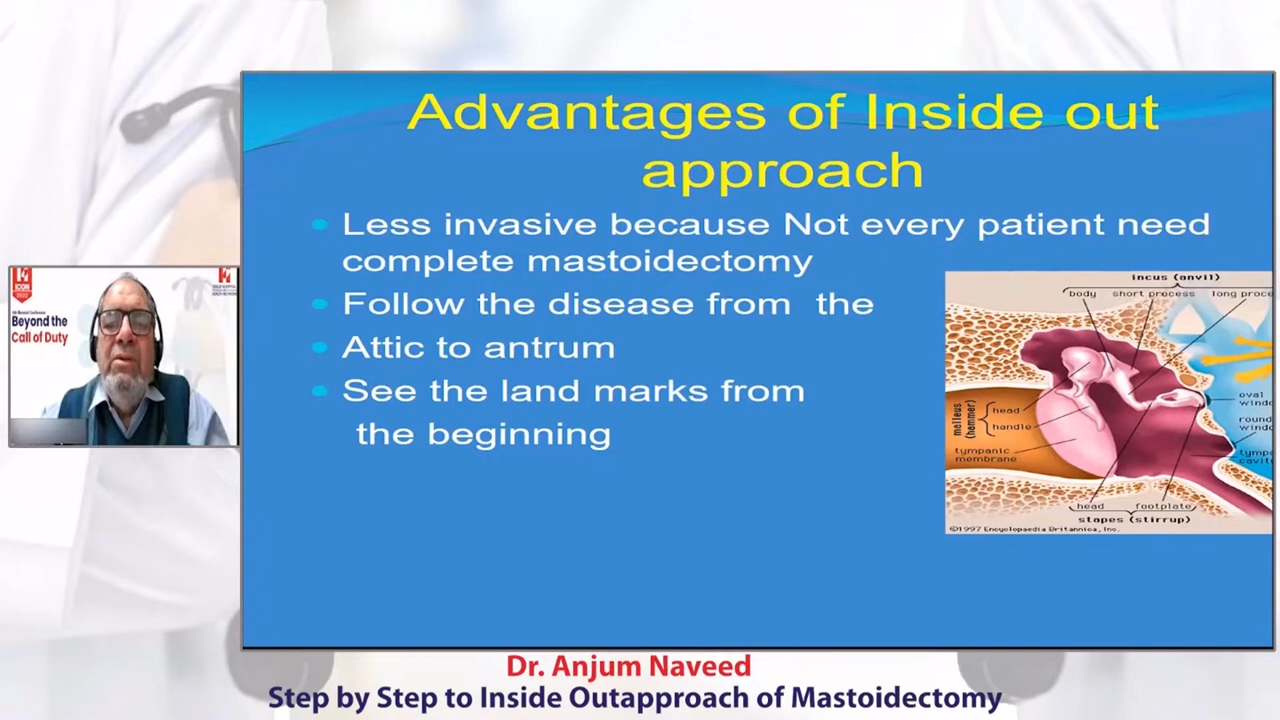 Advantages of Inside out
approach
Less invasive because Not every patient need
complete mastoidectomy
Follow the disease from the
Attic to antrum
See the land marks from
the beginning
incus (anvil)
body short process long proce
malleus
(hammer)
head
handle
tympanic
membrane
oval
windo
round
windo
tympa
cavit
head footplate
stapes (stirrup)
©1997 Encyclopaedia Britannica, Inc.
ICON
2022
Beyond the
Call of Duty
Dr. Anjum Naveed
Step by Step to Inside Outapproach of Mastoidectomy